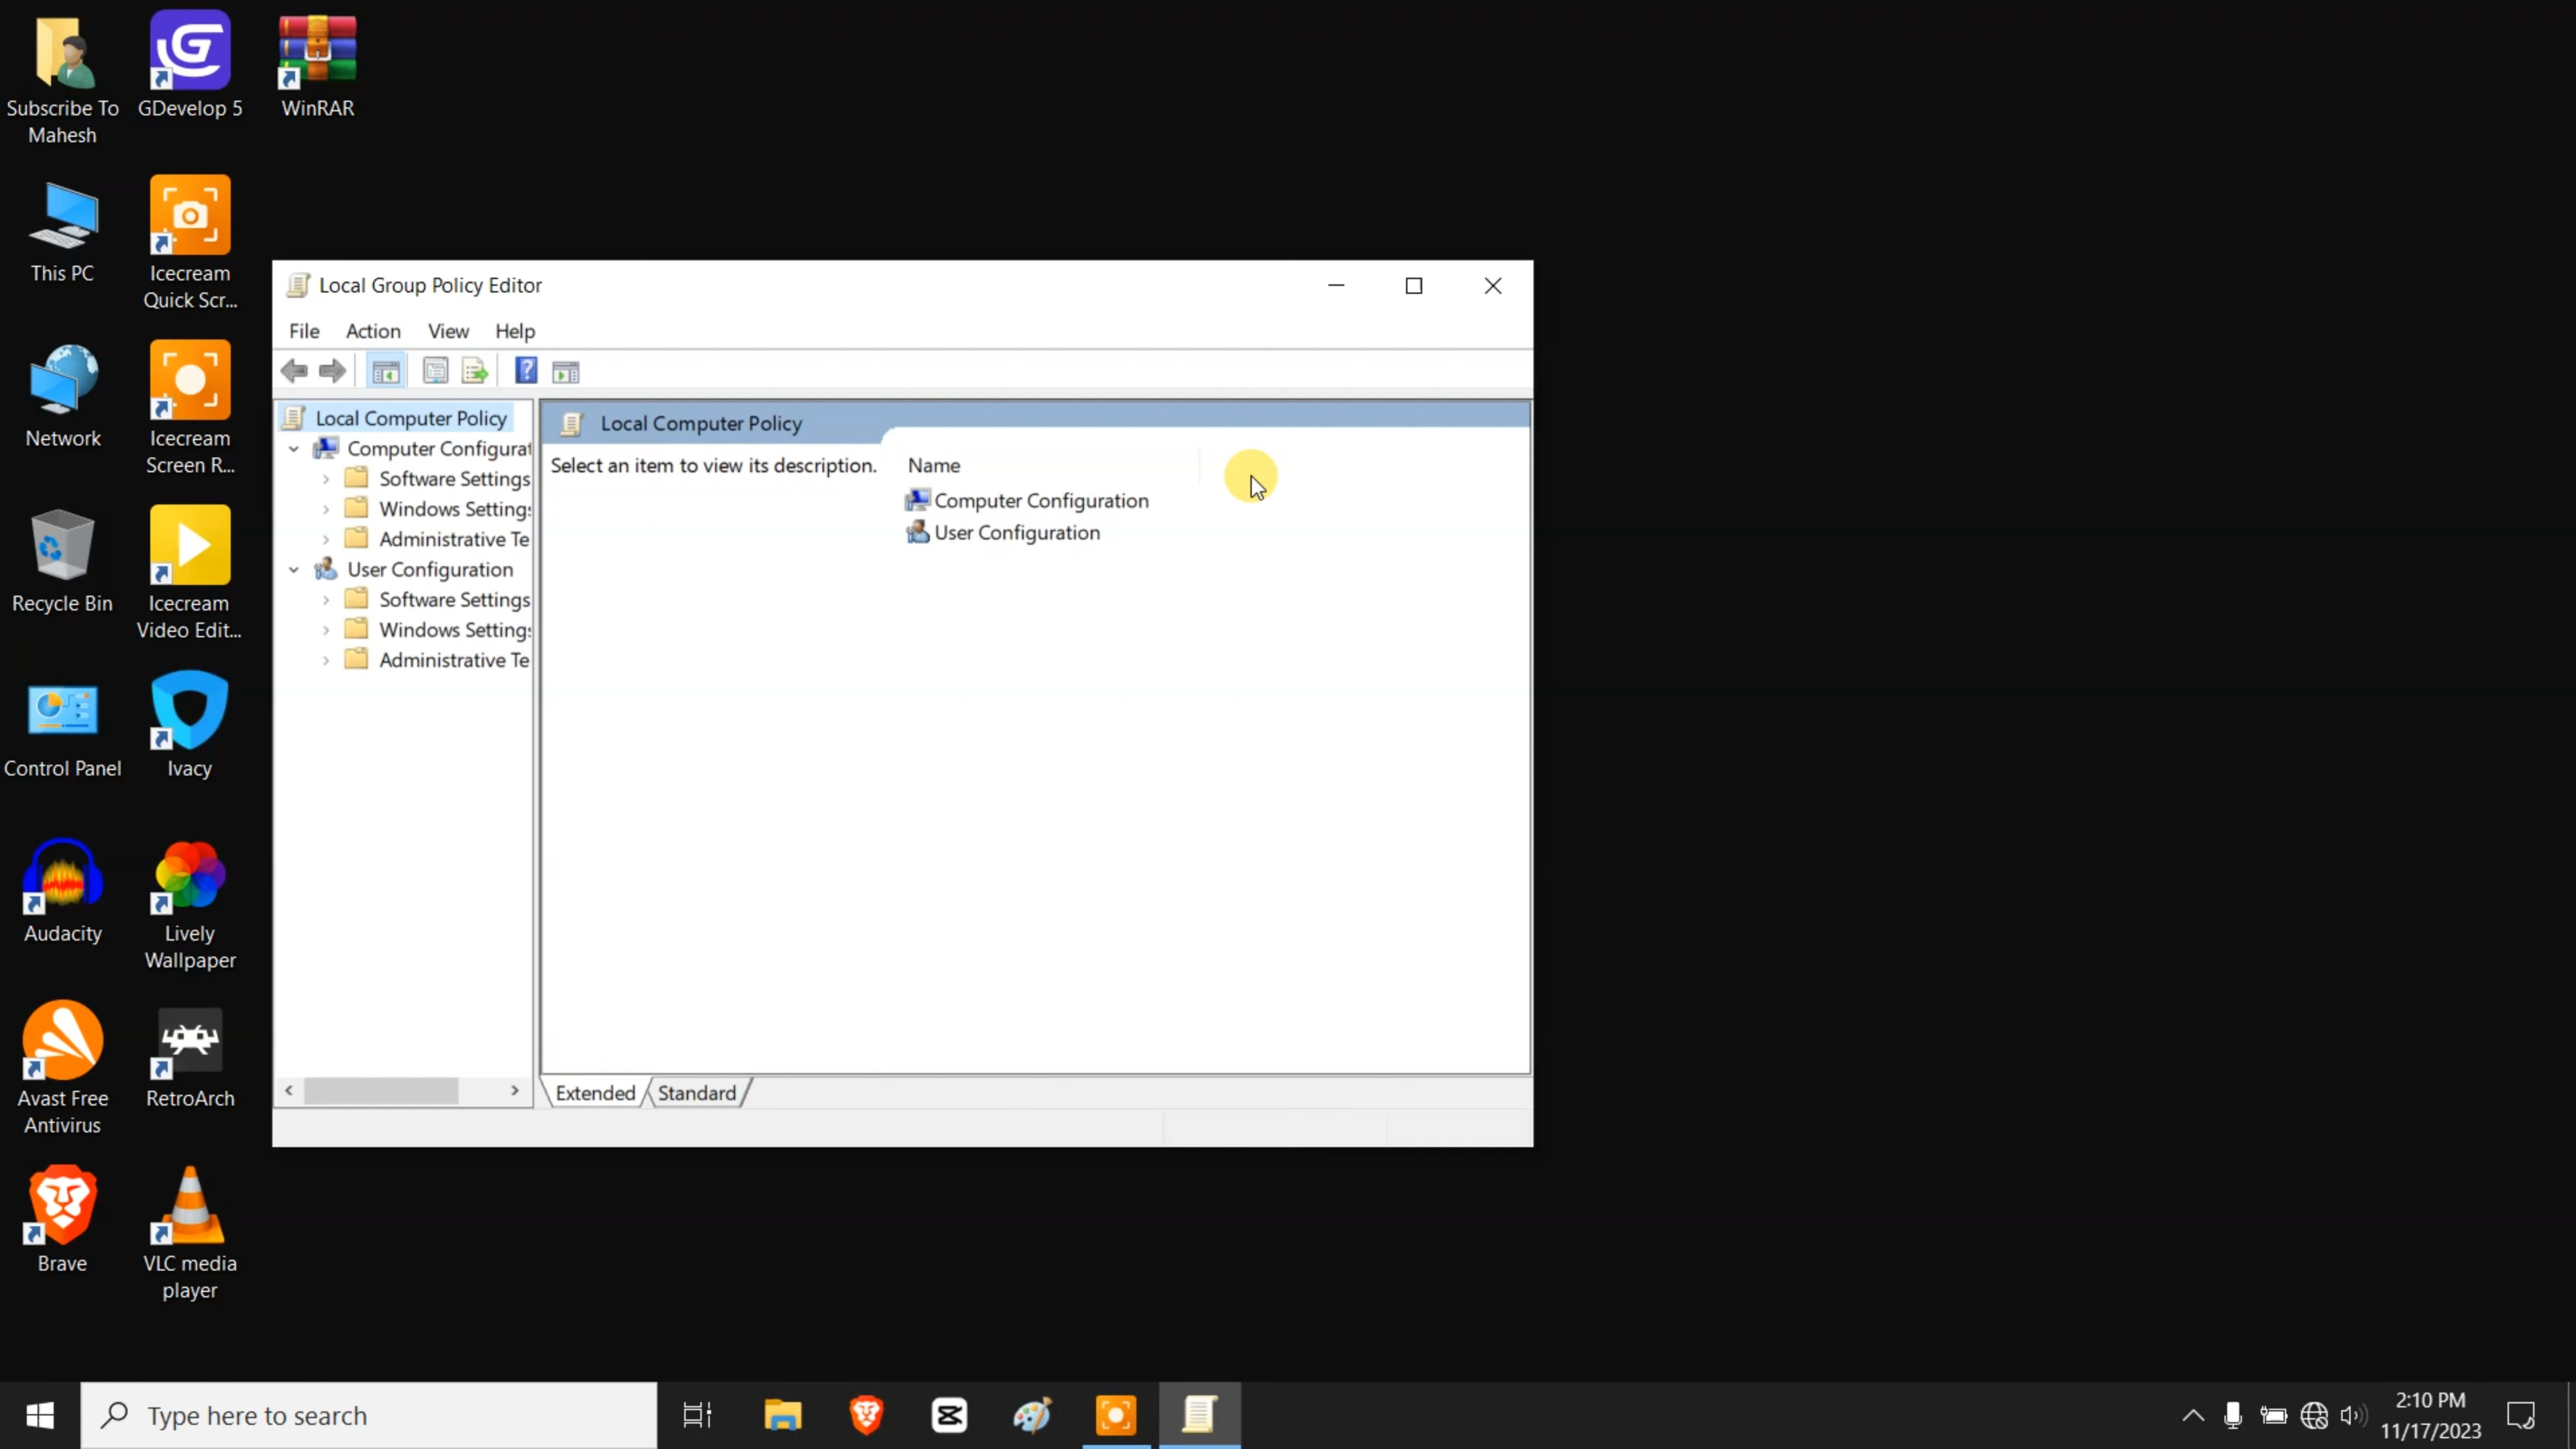 Subscribe To
Mahesh
GDevelop 5
WinRAR
This PC
Icecream
Quick Scr...
Network
Icecream
Screen R...
Recycle Bin
Icecream
Video Edit...
Control Panel
Ivacy
Audacity
Lively
Wallpaper
Avast Free
Antivirus
RetroArch
Brave
VLC media
player
Local Group Policy Editor
File Action View Help
Local Computer Policy
Computer Configurat
Software Settings
Windows Settings
Administrative Te
User Configuration
Software Settings
Windows Settings
Administrative Te
Local Computer Policy
Select an item to view its description.
Name
Computer Configuration
User Configuration
Extended Standard
Type here to search
2:10 PM
11/17/2023